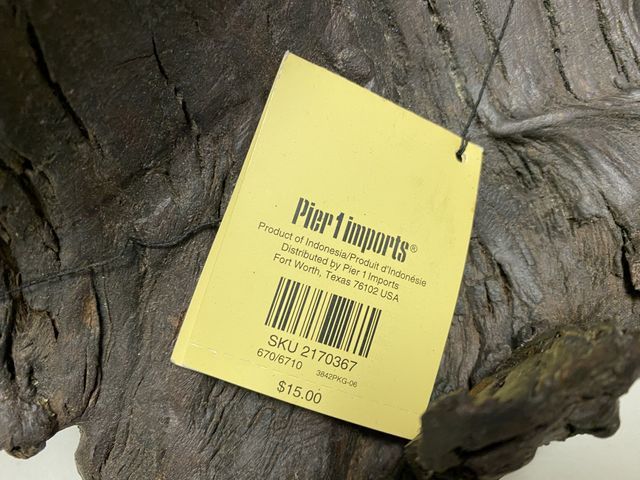 Pier 1 imports®
Product of Indonesia/Produit d'Indonésie
Distributed by Pier 1 Imports
Fort Worth, Texas 76102 USA
SKU 2170367
670/6710 3842PKG-06
$15.00